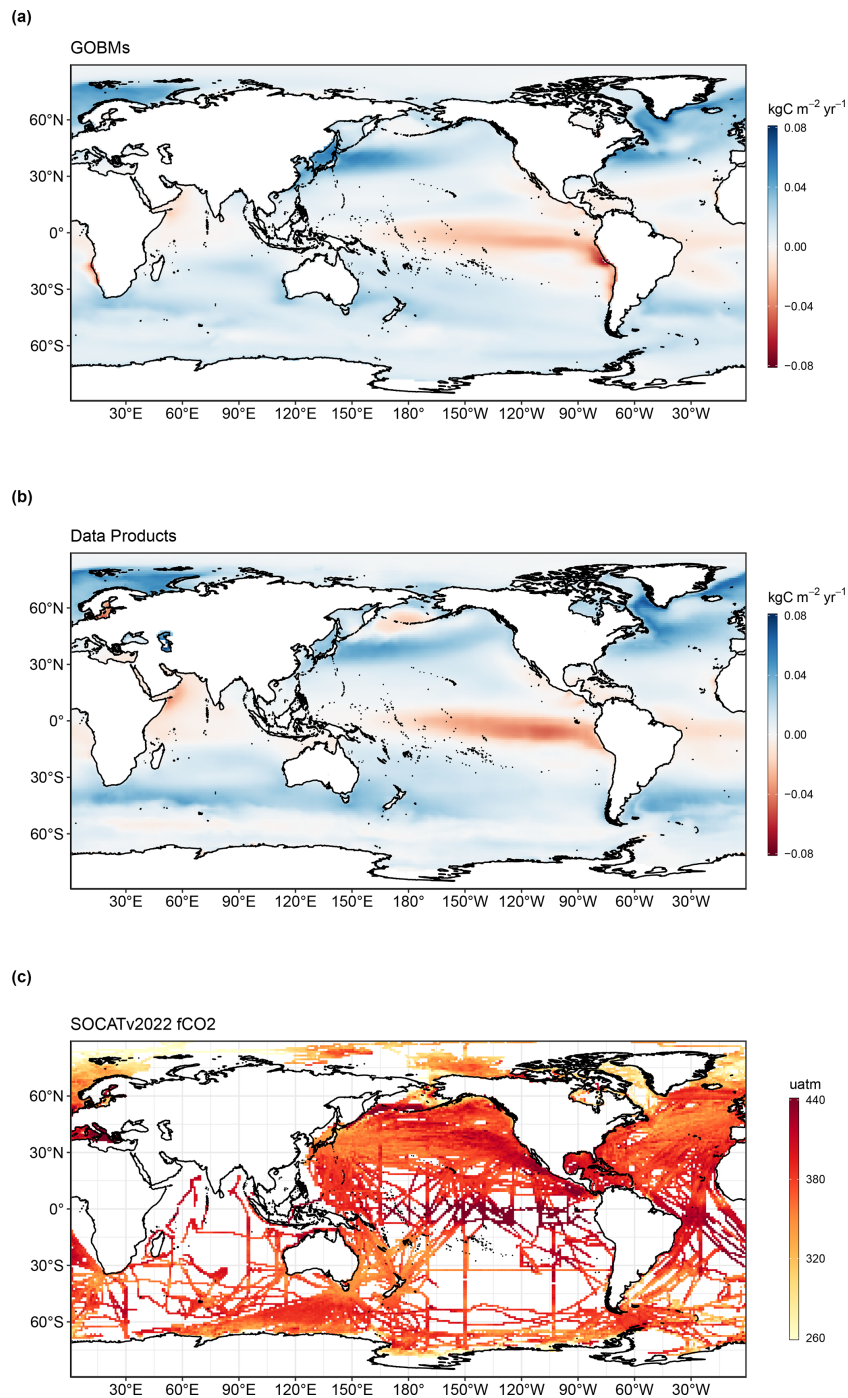 (a)
GOBMs
kgC m⁻² yr⁻¹
0.08
0.04
0.00
−0.04
−0.08
60°N
30°N
0°
30°S
60°S
30°E 60°E 90°E 120°E 150°E 180° 150°W 120°W 90°W 60°W 30°W
(b)
Data Products
kgC m⁻² yr⁻¹
0.08
0.04
0.00
−0.04
−0.08
60°N
30°N
0°
30°S
60°S
30°E 60°E 90°E 120°E 150°E 180° 150°W 120°W 90°W 60°W 30°W
(c)
SOCATv2022 fCO2
uatm
440
380
320
260
60°N
30°N
0°
30°S
60°S
30°E 60°E 90°E 120°E 150°E 180° 150°W 120°W 90°W 60°W 30°W